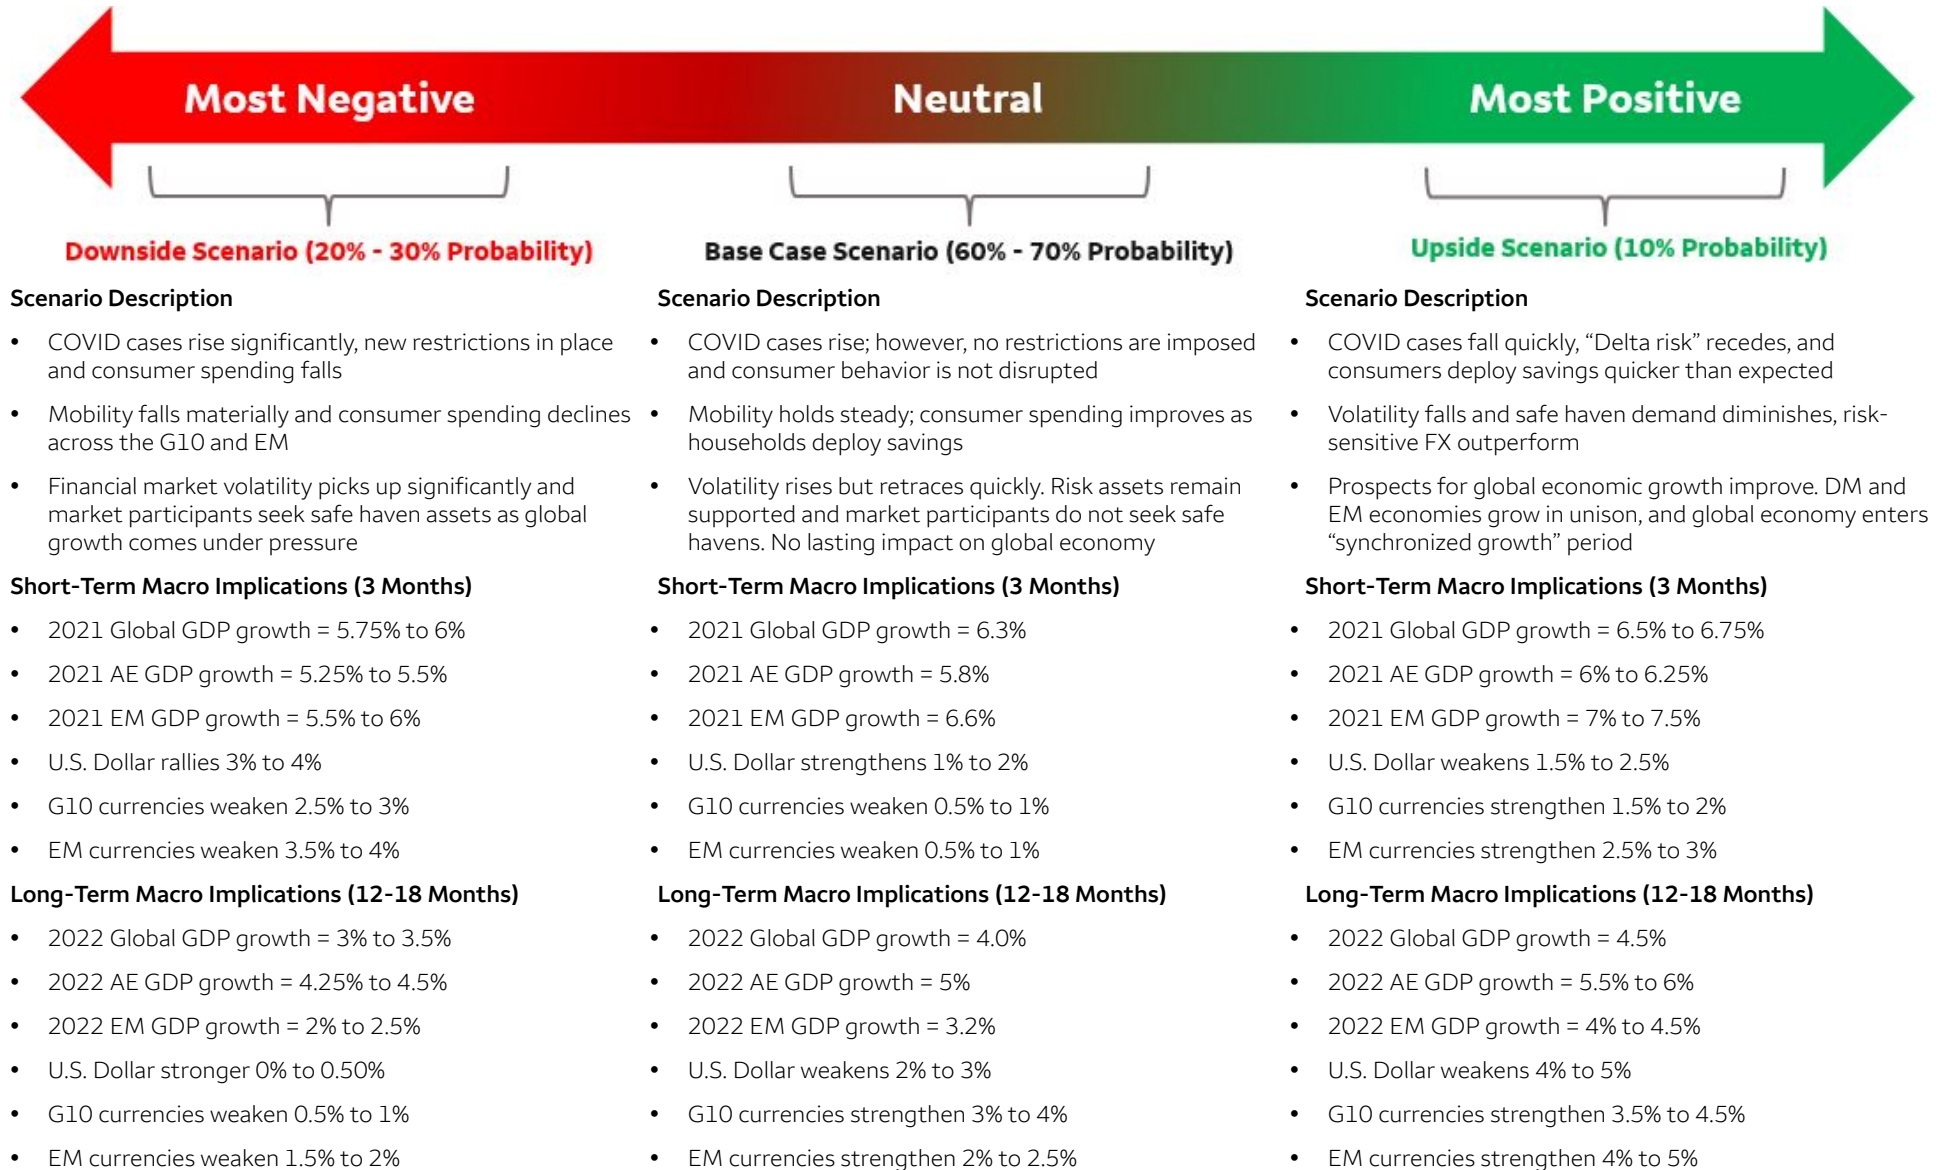 Most Negative
Neutral
Most Positive
Downside Scenario (20% - 30% Probability)
Scenario Description
• COVID cases rise significantly, new restrictions in place
and consumer spending falls
• Mobility falls materially and consumer spending declines
across the G10 and EM
• Financial market volatility picks up significantly and
market participants seek safe haven assets as global
growth comes under pressure
Short-Term Macro Implications (3 Months)
• 2021 Global GDP growth = 5.75% to 6%
• 2021 AE GDP growth = 5.25% to 5.5%
• 2021 EM GDP growth = 5.5% to 6%
• U.S. Dollar rallies 3% to 4%
• G10 currencies weaken 2.5% to 3%
• EM currencies weaken 3.5% to 4%
Long-Term Macro Implications (12-18 Months)
• 2022 Global GDP growth = 3% to 3.5%
• 2022 AE GDP growth = 4.25% to 4.5%
• 2022 EM GDP growth = 2% to 2.5%
• U.S. Dollar stronger 0% to 0.50%
• G10 currencies weaken 0.5% to 1%
• EM currencies weaken 1.5% to 2%
Base Case Scenario (60% - 70% Probability)
Scenario Description
• COVID cases rise; however, no restrictions are imposed
and consumer behavior is not disrupted
• Mobility holds steady; consumer spending improves as
households deploy savings
• Volatility rises but retraces quickly. Risk assets remain
supported and market participants do not seek safe
havens. No lasting impact on global economy
Short-Term Macro Implications (3 Months)
• 2021 Global GDP growth = 6.3%
• 2021 AE GDP growth = 5.8%
• 2021 EM GDP growth = 6.6%
• U.S. Dollar strengthens 1% to 2%
• G10 currencies weaken 0.5% to 1%
• EM currencies weaken 0.5% to 1%
Long-Term Macro Implications (12-18 Months)
• 2022 Global GDP growth = 4.0%
• 2022 AE GDP growth = 5%
• 2022 EM GDP growth = 3.2%
• U.S. Dollar weakens 2% to 3%
• G10 currencies strengthen 3% to 4%
• EM currencies strengthen 2% to 2.5%
Upside Scenario (10% Probability)
Scenario Description
• COVID cases fall quickly, “Delta risk” recedes, and
consumers deploy savings quicker than expected
• Volatility falls and safe haven demand diminishes, risk-
sensitive FX outperform
• Prospects for global economic growth improve. DM and
EM economies grow in unison, and global economy enters
“synchronized growth” period
Short-Term Macro Implications (3 Months)
• 2021 Global GDP growth = 6.5% to 6.75%
• 2021 AE GDP growth = 6% to 6.25%
• 2021 EM GDP growth = 7% to 7.5%
• U.S. Dollar weakens 1.5% to 2.5%
• G10 currencies strengthen 1.5% to 2%
• EM currencies strengthen 2.5% to 3%
Long-Term Macro Implications (12-18 Months)
• 2022 Global GDP growth = 4.5%
• 2022 AE GDP growth = 5.5% to 6%
• 2022 EM GDP growth = 4% to 4.5%
• U.S. Dollar weakens 4% to 5%
• G10 currencies strengthen 3.5% to 4.5%
• EM currencies strengthen 4% to 5%